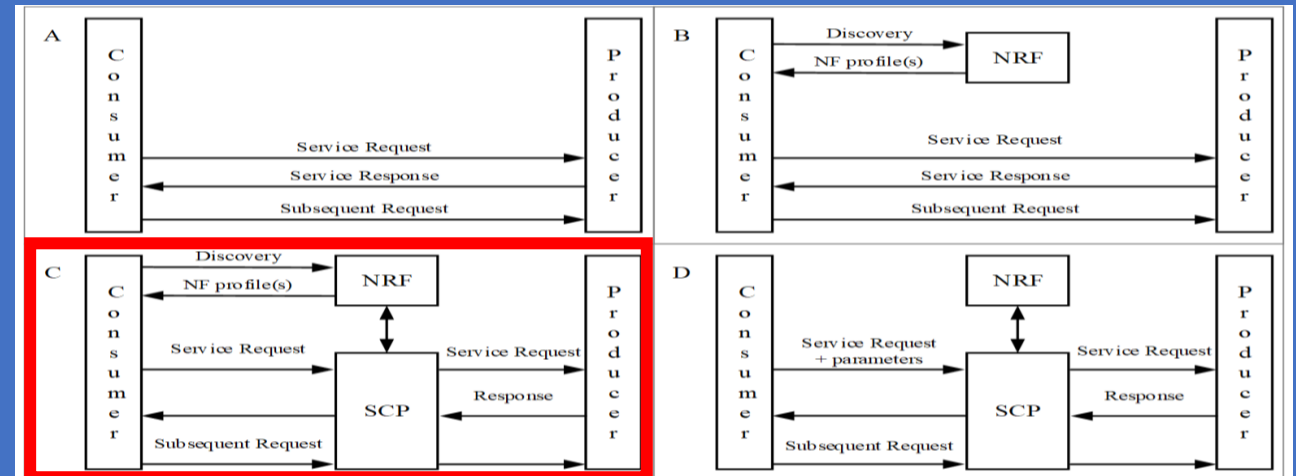 A
Consumer
Service Request
Service Response
Subsequent Request
Producer
B
Consumer
Discovery
NF profile(s)
NRF
Service Request
Service Response
Subsequent Request
Producer
C
Consumer
Discovery
NF profile(s)
NRF
Service Request
SCP
Service Request
Response
Subsequent Request
Producer
D
Consumer
NRF
Service Request
+ parameters
SCP
Service Request
Response
Subsequent Request
Producer